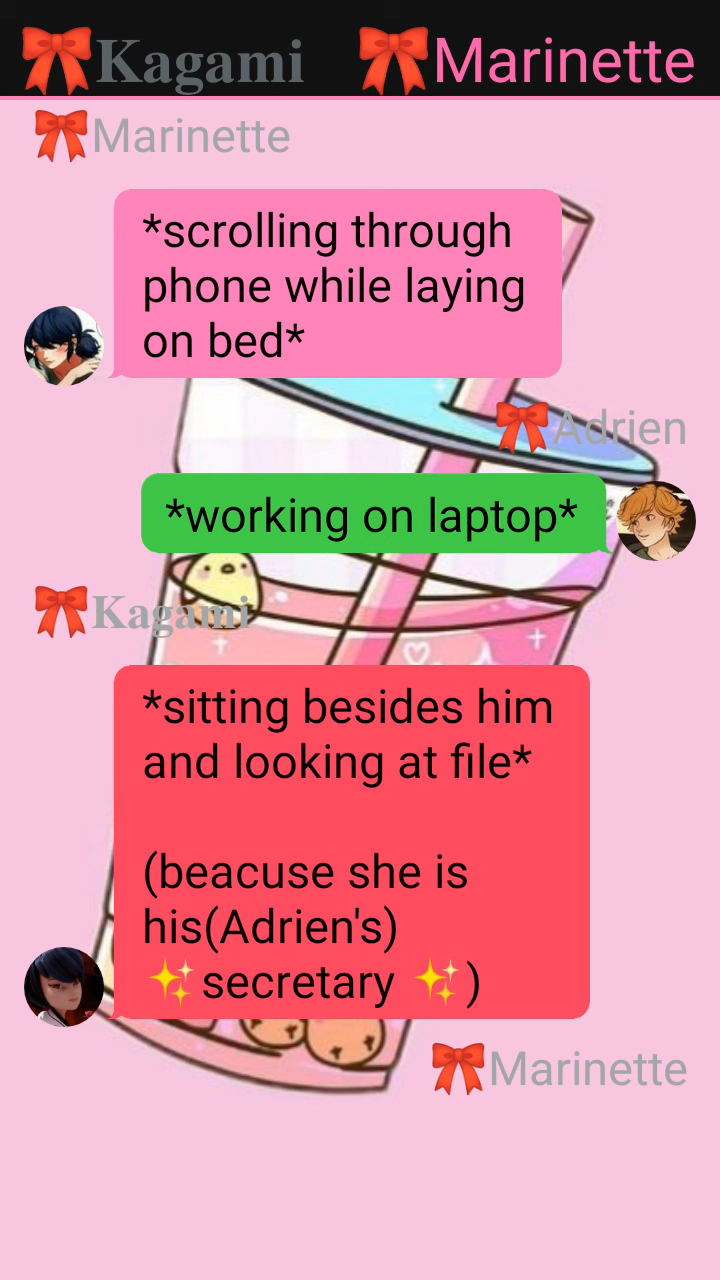 🎀Kagami 🎀Marinette
🎀Marinette
*scrolling through
phone while laying
on bed*
🎀Adrien
*working on laptop*
🎀Kagami
*sitting besides him
and looking at file*
(beacuse she is
his(Adrien's)
✨secretary ✨)
🎀Marinette